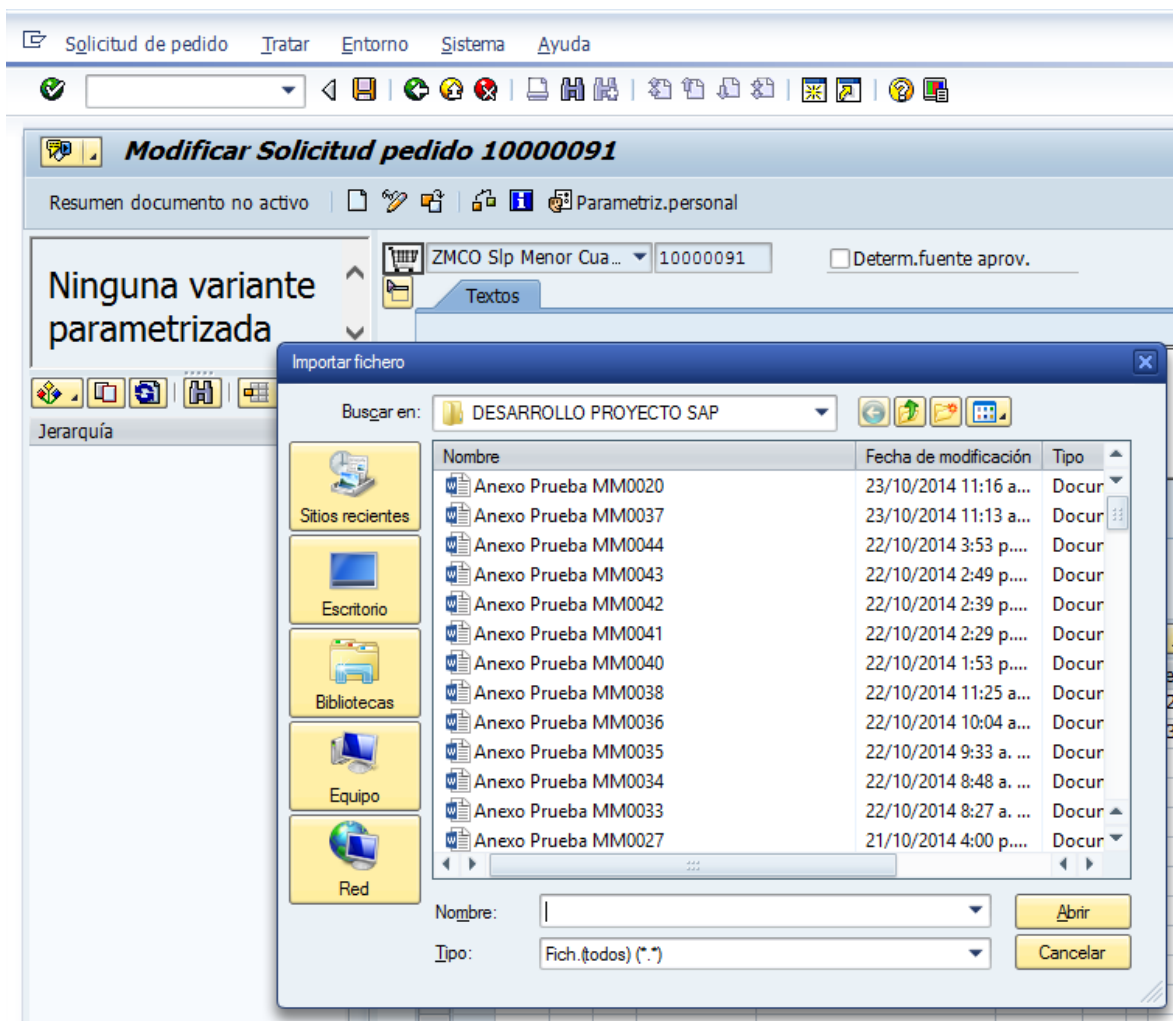 Solicitud de pedido Tratar Entorno Sistema Ayuda
Modificar Solicitud pedido 10000091
Resumen documento no activo Parametriz.personal
Ninguna variante
parametrizada
ZMCO Slp Menor Cua... 10000091 Determ.fuente aprov.
Textos
Jerarquía
Importar fichero
Buscar en: DESARROLLO PROYECTO SAP
Sitios recientes
Escritorio
Bibliotecas
Equipo
Red
Nombre Fecha de modificación Tipo
Anexo Prueba MM0020 23/10/2014 11:16 a... Docur
Anexo Prueba MM0037 23/10/2014 11:13 a... Docur
Anexo Prueba MM0044 22/10/2014 3:53 p.... Docur
Anexo Prueba MM0043 22/10/2014 2:49 p.... Docur
Anexo Prueba MM0042 22/10/2014 2:39 p.... Docur
Anexo Prueba MM0041 22/10/2014 2:29 p.... Docur
Anexo Prueba MM0040 22/10/2014 1:53 p.... Docur
Anexo Prueba MM0038 22/10/2014 11:25 a... Docur
Anexo Prueba MM0036 22/10/2014 10:04 a... Docur
Anexo Prueba MM0035 22/10/2014 9:33 a. ... Docur
Anexo Prueba MM0034 22/10/2014 8:48 a. ... Docur
Anexo Prueba MM0033 22/10/2014 8:27 a. ... Docur
Anexo Prueba MM0027 21/10/2014 4:00 p.... Docur
Nombre: Abrir
Tipo: Fich.(todos) (*.*) Cancelar